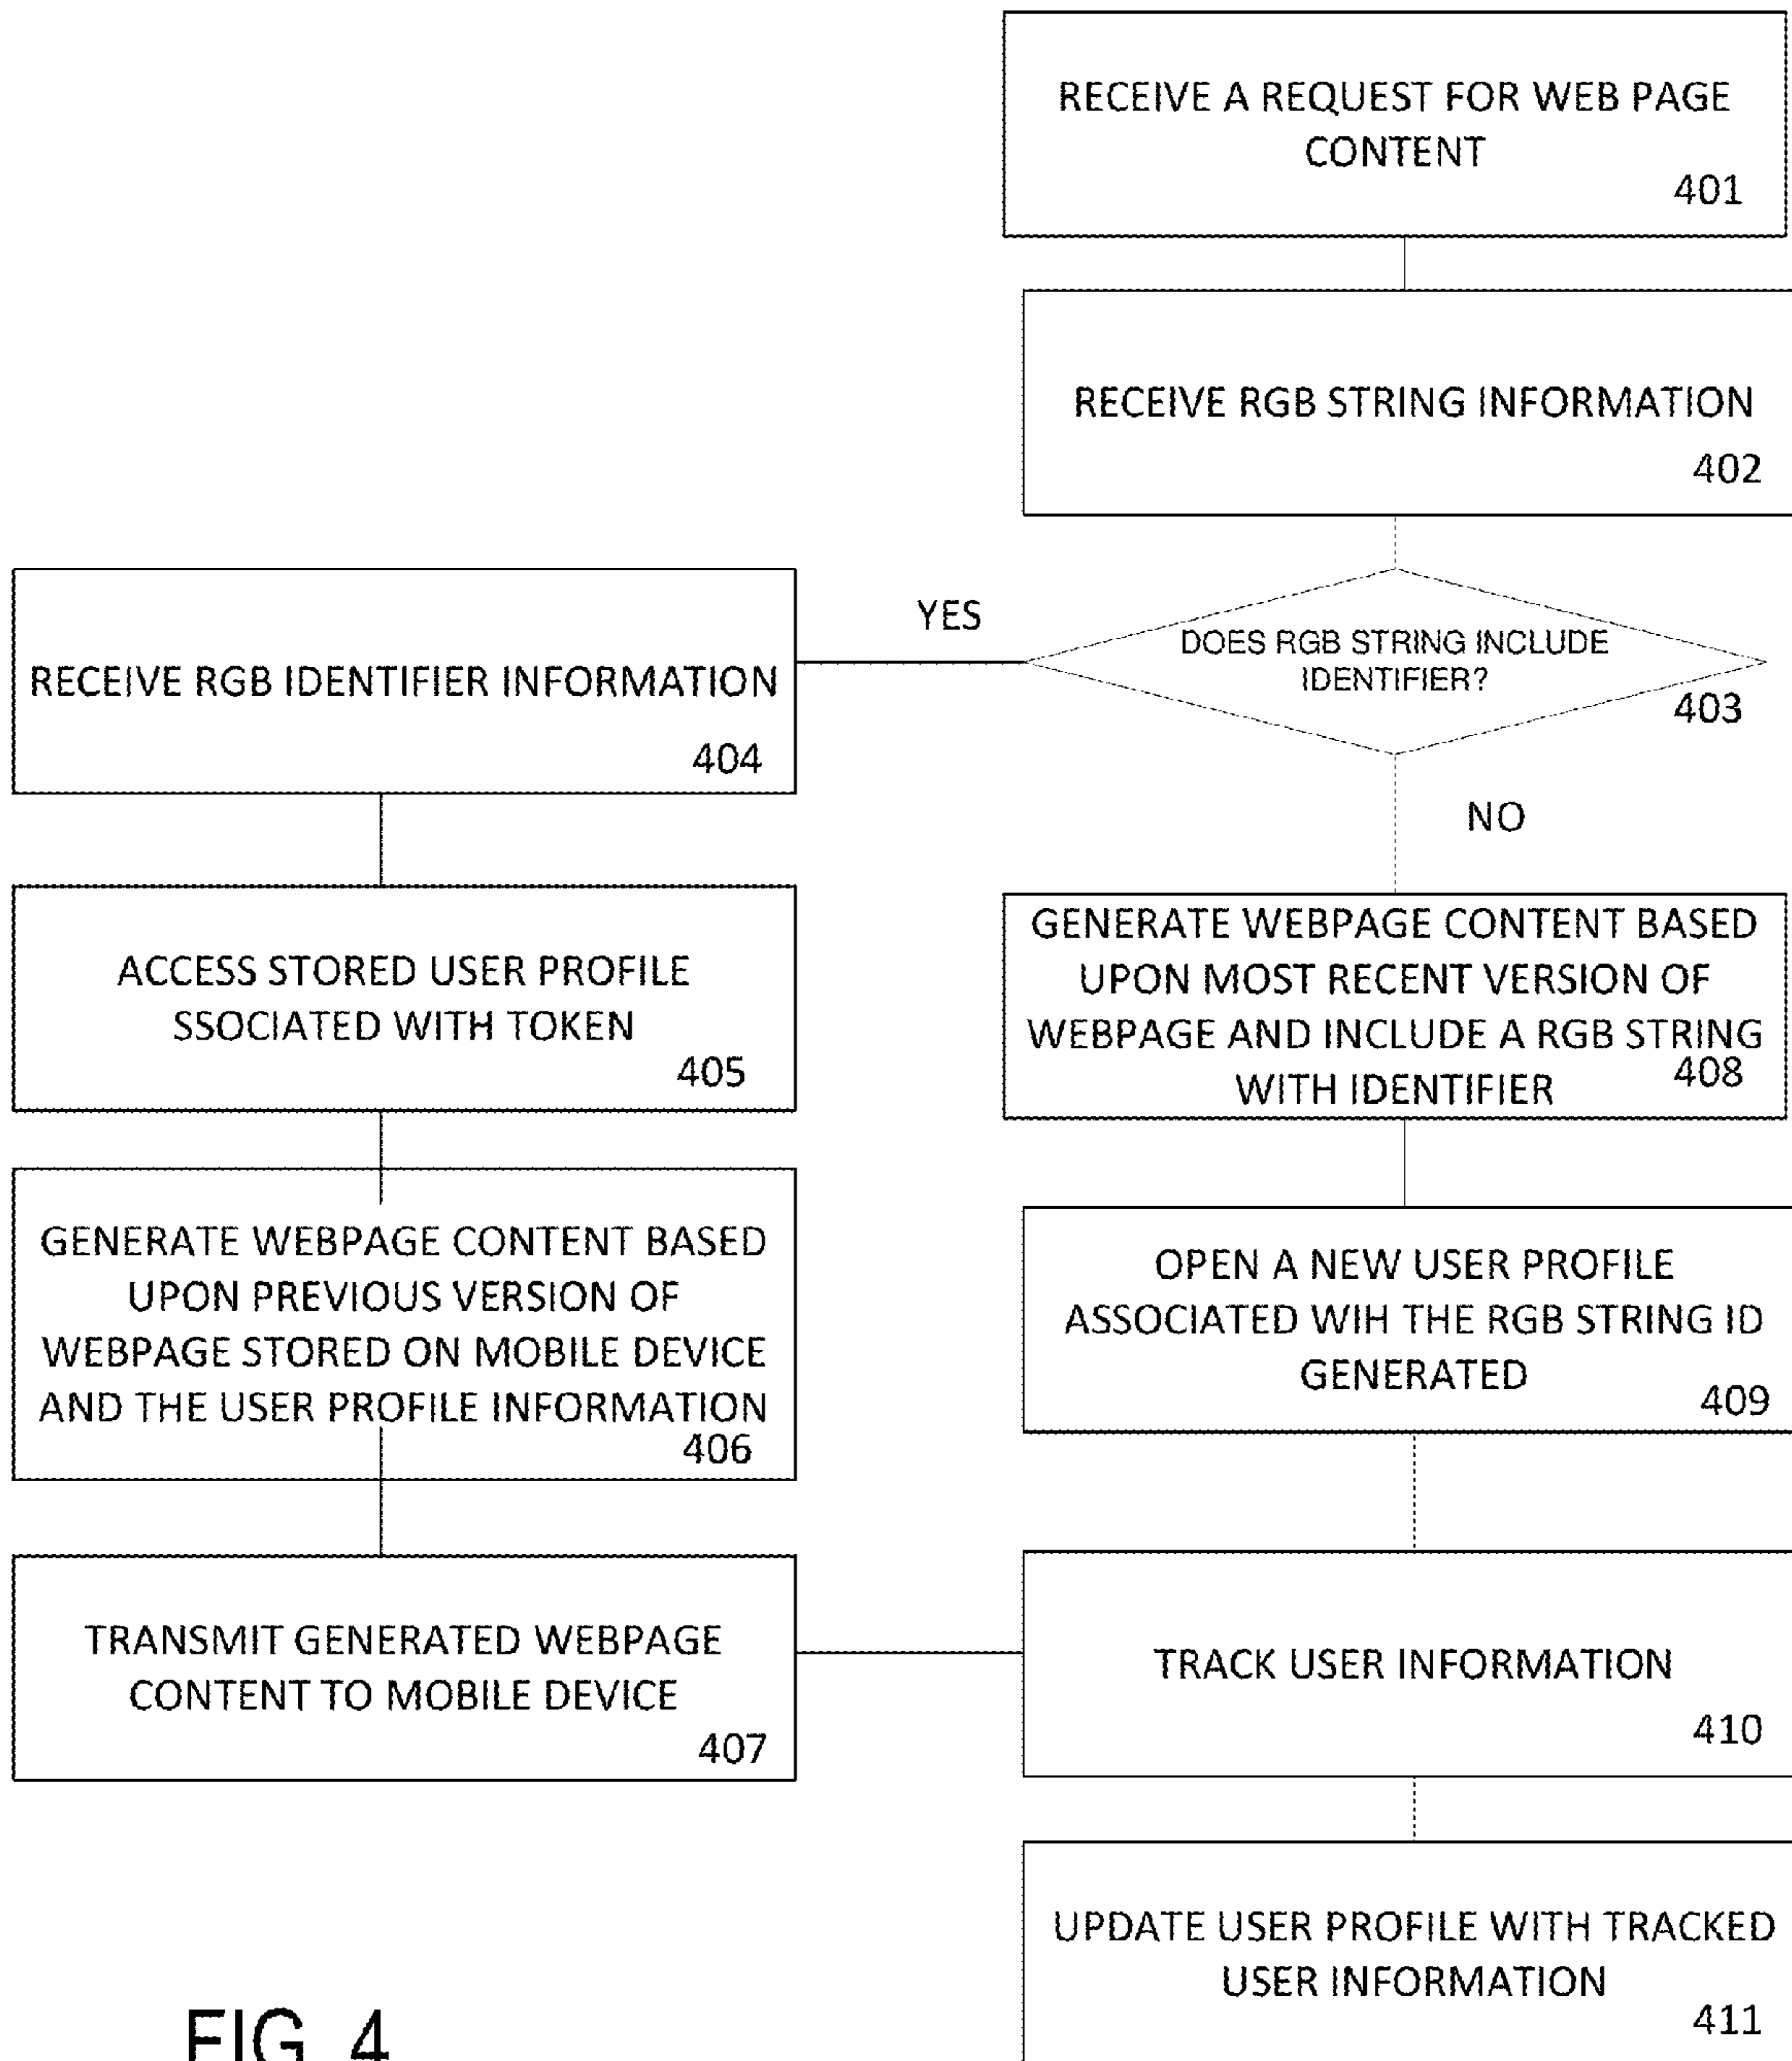 RECEIVE A REQUEST FOR WEB PAGE
CONTENT
401
RECEIVE RGB STRING INFORMATION
402
DOES RGB STRING INCLUDE
IDENTIFIER?
403
YES
NO
RECEIVE RGB IDENTIFIER INFORMATION
404
ACCESS STORED USER PROFILE
SSOCIATED WITH TOKEN
405
GENERATE WEBPAGE CONTENT BASED
UPON PREVIOUS VERSION OF
WEBPAGE STORED ON MOBILE DEVICE
AND THE USER PROFILE INFORMATION
406
TRANSMIT GENERATED WEBPAGE
CONTENT TO MOBILE DEVICE
407
GENERATE WEBPAGE CONTENT BASED
UPON MOST RECENT VERSION OF
WEBPAGE AND INCLUDE A RGB STRING
WITH IDENTIFIER
408
OPEN A NEW USER PROFILE
ASSOCIATED WIH THE RGB STRING ID
GENERATED
409
TRACK USER INFORMATION
410
UPDATE USER PROFILE WITH TRACKED
USER INFORMATION
411
FIG. 4